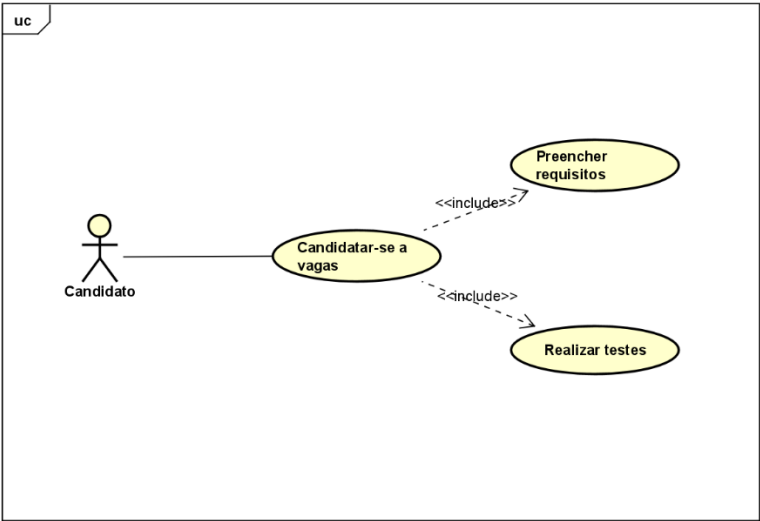 uc
Preencher
requisitos
<<include>>
Candidatar-se a
vagas
Candidato
<<include>>
Realizar testes